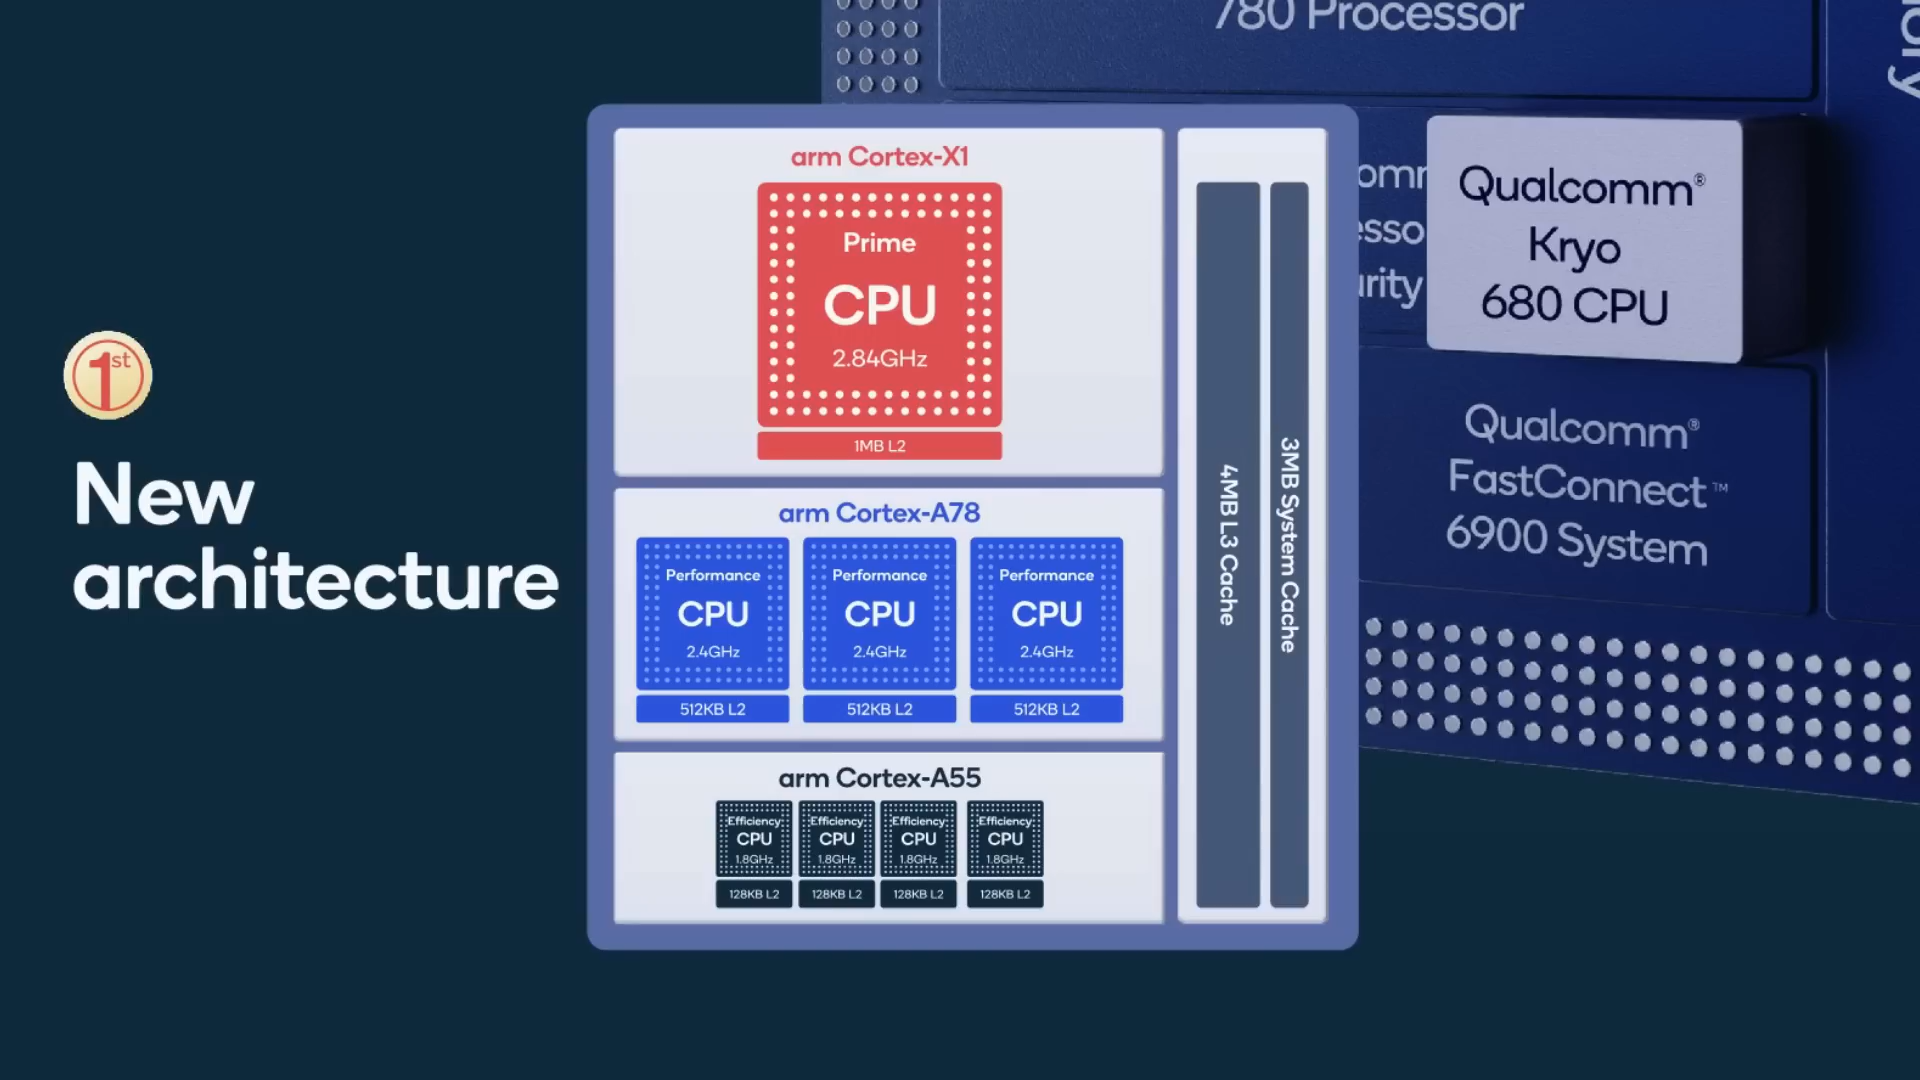 780 Processor
1st
New
architecture
arm Cortex-X1
Prime
CPU
2.84GHz
1MB L2
arm Cortex-A78
Performance
CPU
2.4GHz
512KB L2
Performance
CPU
2.4GHz
512KB L2
Performance
CPU
2.4GHz
512KB L2
arm Cortex-A55
Efficiency
CPU
1.8GHz
128KB L2
Efficiency
CPU
1.8GHz
128KB L2
Efficiency
CPU
1.8GHz
128KB L2
Efficiency
CPU
1.8GHz
128KB L2
4MB L3 Cache
3MB System Cache
Qualcomm®
Kryo
680 CPU
Qualcomm®
FastConnect™
6900 System